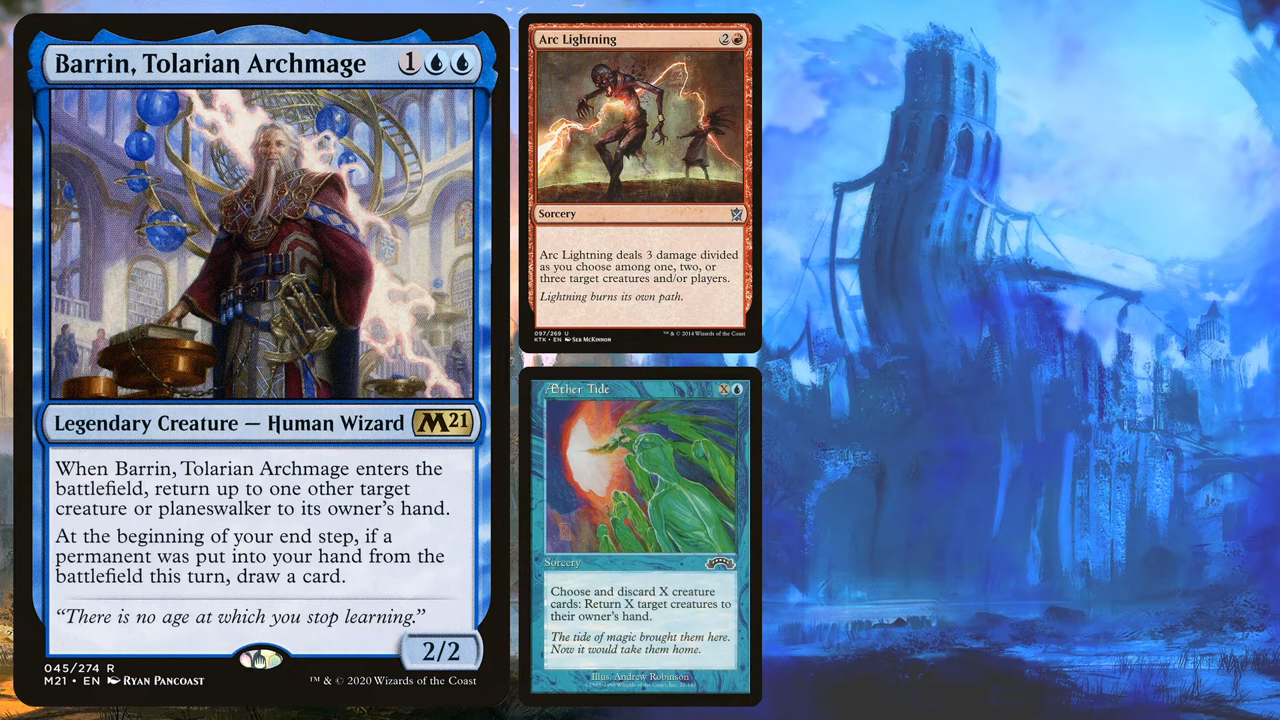 Barrin, Tolarian Archmage 1
Legendary Creature — Human Wizard M21
When Barrin, Tolarian Archmage enters the
battlefield, return up to one other target
creature or planeswalker to its owner's hand.
At the beginning of your end step, if a
permanent was put into your hand from the
battlefield this turn, draw a card.
“There is no age at which you stop learning.”
2/2
045/274 R
M21 • EN Ryan Pancoast ™ & © 2020 Wizards of the Coast
Arc Lightning 2
Sorcery
Arc Lightning deals 3 damage divided
as you choose among one, two, or
three target creatures and/or players.
Lightning burns its own path.
097/269 U
KTK • EN Seb McKinnon ™ & © 2014 Wizards of the Coast
Æther Tide X
Sorcery
Choose and discard X creature
cards: Return X target creatures to
their owner's hand.
The tide of magic brought them here.
Now it would take them home.
Illus. Andrew Robinson